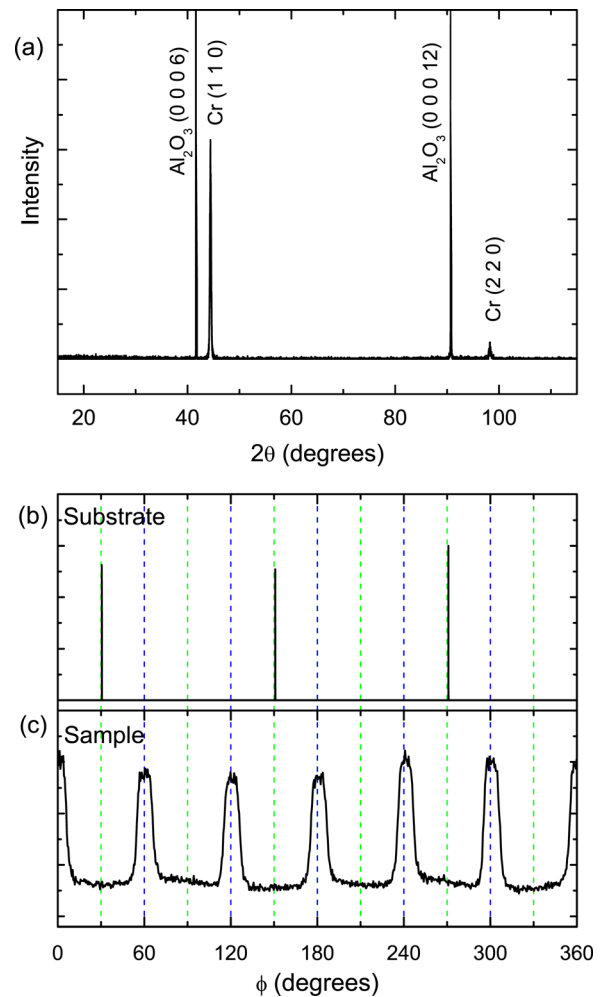 (a)
Intensity
Al₂O₃ (0 0 0 6)
Cr (1 1 0)
Al₂O₃ (0 0 0 12)
Cr (2 2 0)
20 40 60 80 100
2θ (degrees)
(b) Substrate
(c) Sample
0 60 120 180 240 300 360
ϕ (degrees)